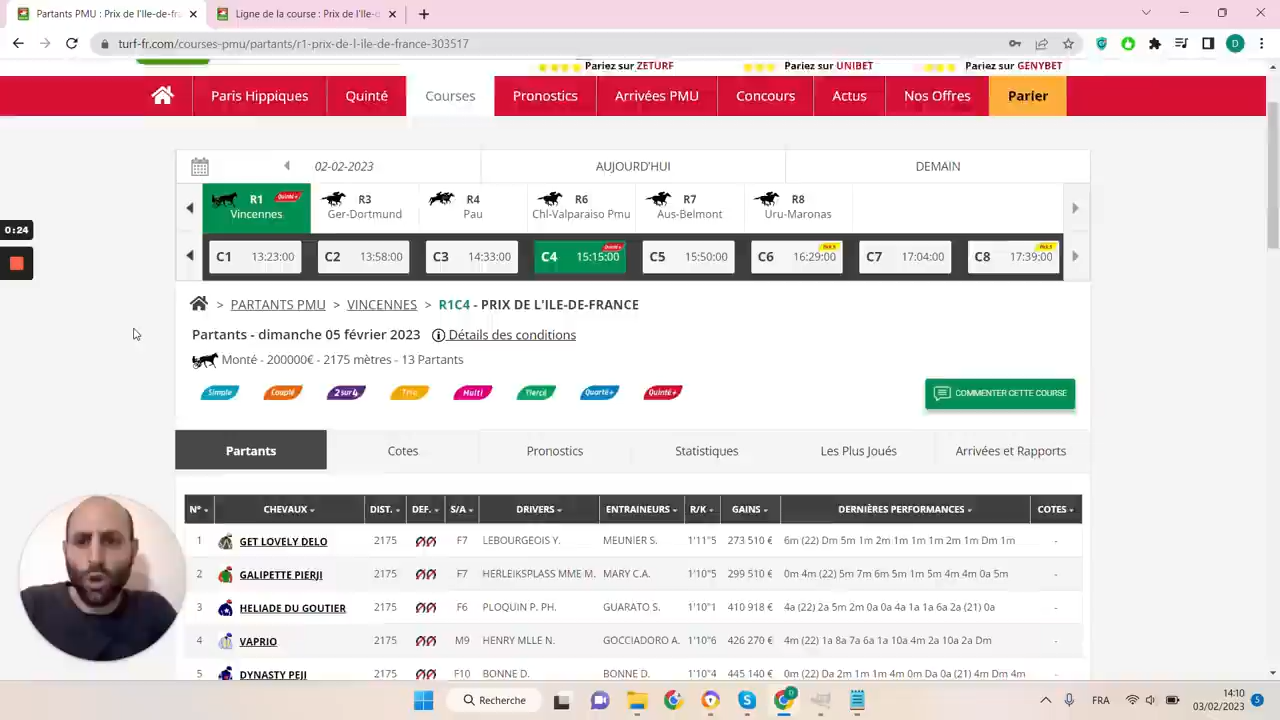 Partants PMU : Prix de l'Ile-de-F
Ligne de courses : Prix de l'Ile-d
turf-fr.com/courses-pmu/partants/r1-prix-de-l-ile-de-france-303517
D
Pariez sur ZETURF
Pariez sur UNIBET
Pariez sur GENYBET
Paris Hippiques
Quinté
Courses
Pronostics
Arrivées PMU
Concours
Actus
Nos Offres
Parier
02-02-2023
AUJOURD'HUI
DEMAIN
R1 Quinté+
Vincennes
R3
Ger-Dortmund
R4
Pau
R6
Chl-Valparaiso Pmu
R7
Aus-Belmont
R8
Uru-Maronas
0:24
C1 13:23:00
C2 13:58:00
C3 14:33:00
C4 15:15:00
C5 15:50:00
C6 16:29:00
C7 17:04:00
C8 17:39:00
> PARTANTS PMU > VINCENNES > R1C4 - PRIX DE L'ILE-DE-FRANCE
Partants - dimanche 05 février 2023 Détails des conditions
Monté - 200000€ - 2175 mètres - 13 Partants
Simple Couplé 2 sur 4 Trio Multi Tiercé Quarté+ Quinté+
COMMENTER CETTE COURSE
Partants
Cotes
Pronostics
Statistiques
Les Plus Joués
Arrivées et Rapports
N° CHEVAUX DIST. DEF. S/A DRIVERS ENTRAINEURS R/K GAINS DERNIÈRES PERFORMANCES COTES
1 GET LOVELY DELO 2175 F7 LEBOURGEOIS Y. MEUNIER S. 1'11"5 273 510 € 6m (22) Dm 5m 1m 2m 1m 1m 1m 2m 1m Dm 1m -
2 GALIPETTE PIERJI 2175 F7 HERLEIKSPLASS MME M. MARY C.A. 1'10"5 299 510 € 0m 4m (22) 5m 7m 6m 5m 1m 5m 4m 4m 0a 5m -
3 HELIADE DU GOUTIER 2175 F6 PLOQUIN P. PH. GUARATO S. 1'10"1 410 918 € 4a (22) 2a 5m 2m 0a 0a 4a 1a 1a 6a 2a (21) 0a -
4 VAPRIO 2175 M9 HENRY MLLE N. GOCCIADORO A. 1'10"6 426 270 € 4m (22) 1a 8a 7a 6a 1a 10a 4m 2a 10a 2a Dm -
5 DYNASTY PEJI 2175 F10 BONNE D. BONNE D. 1'10"4 445 140 € 0m (22) Da 2m 1m 1m 4m 0m Da 0a (21) 4m Dm 4m -
Recherche
FRA
14:10
03/02/2023
5